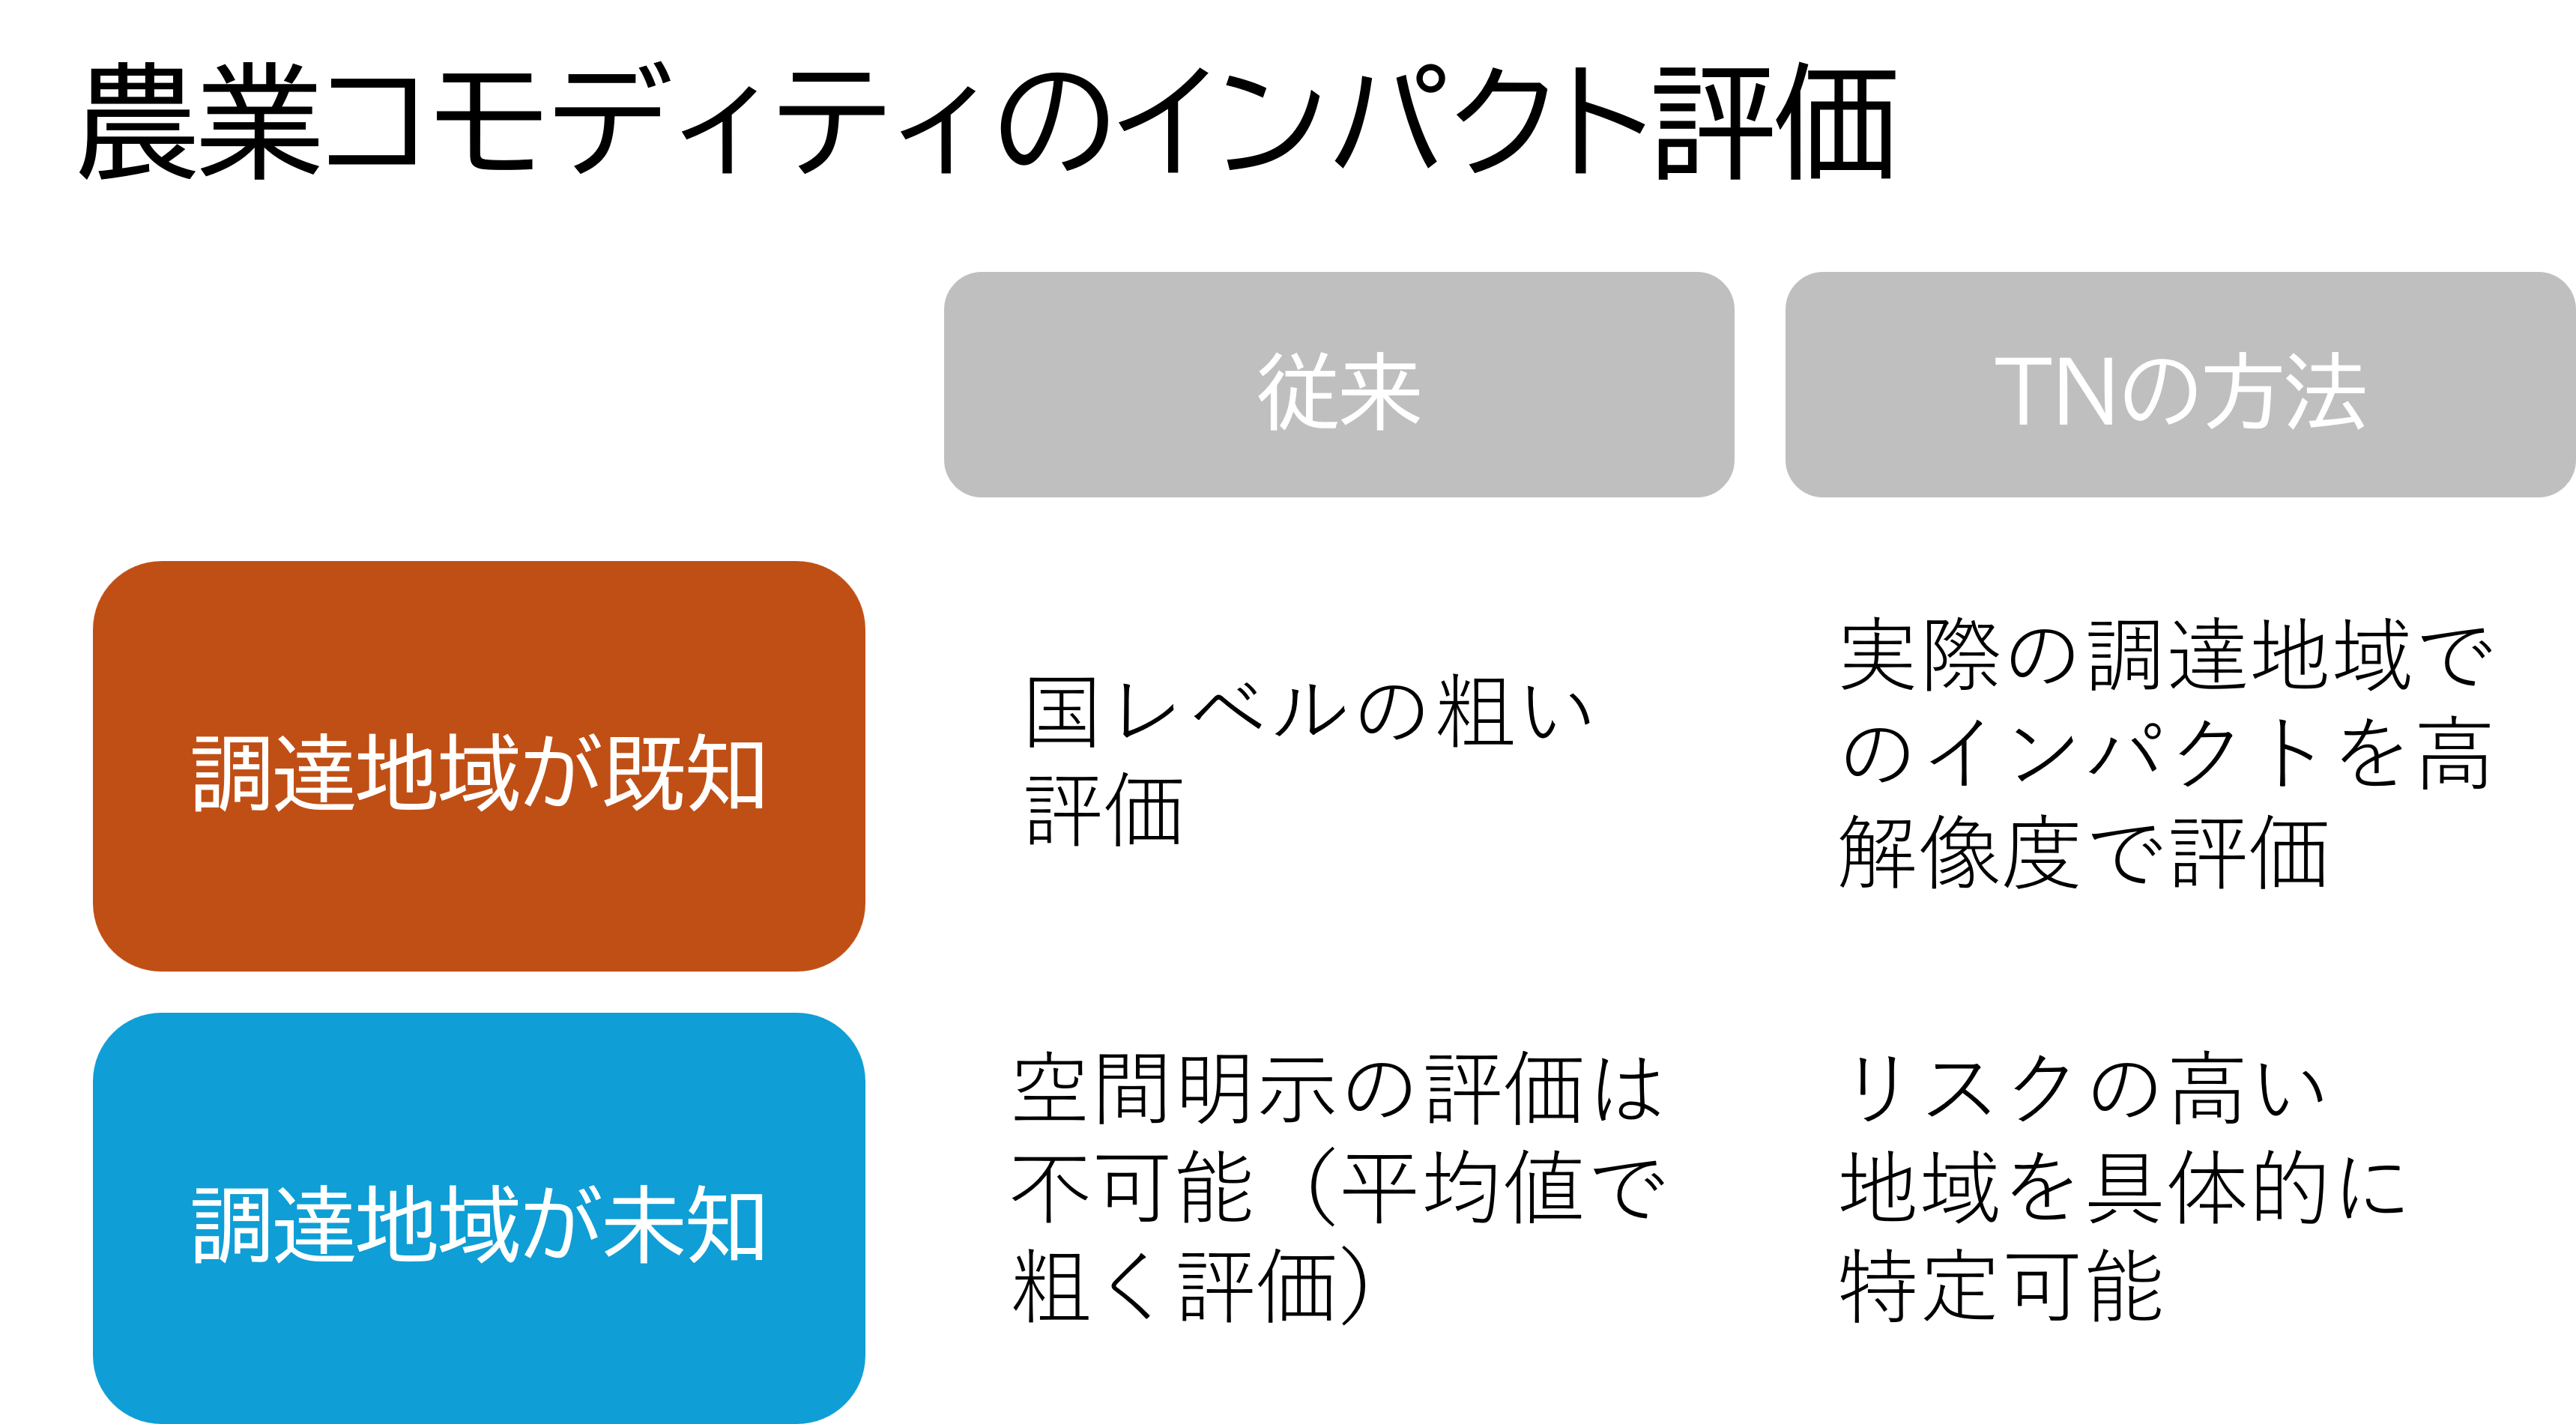 農業コモディティのインパクト評価
従来
TNの方法
調達地域が既知
国レベルの粗い
評価
実際の調達地域で
のインパクトを高
解像度で評価
調達地域が未知
空間明示の評価は
不可能（平均値で
粗く評価）
リスクの高い
地域を具体的に
特定可能